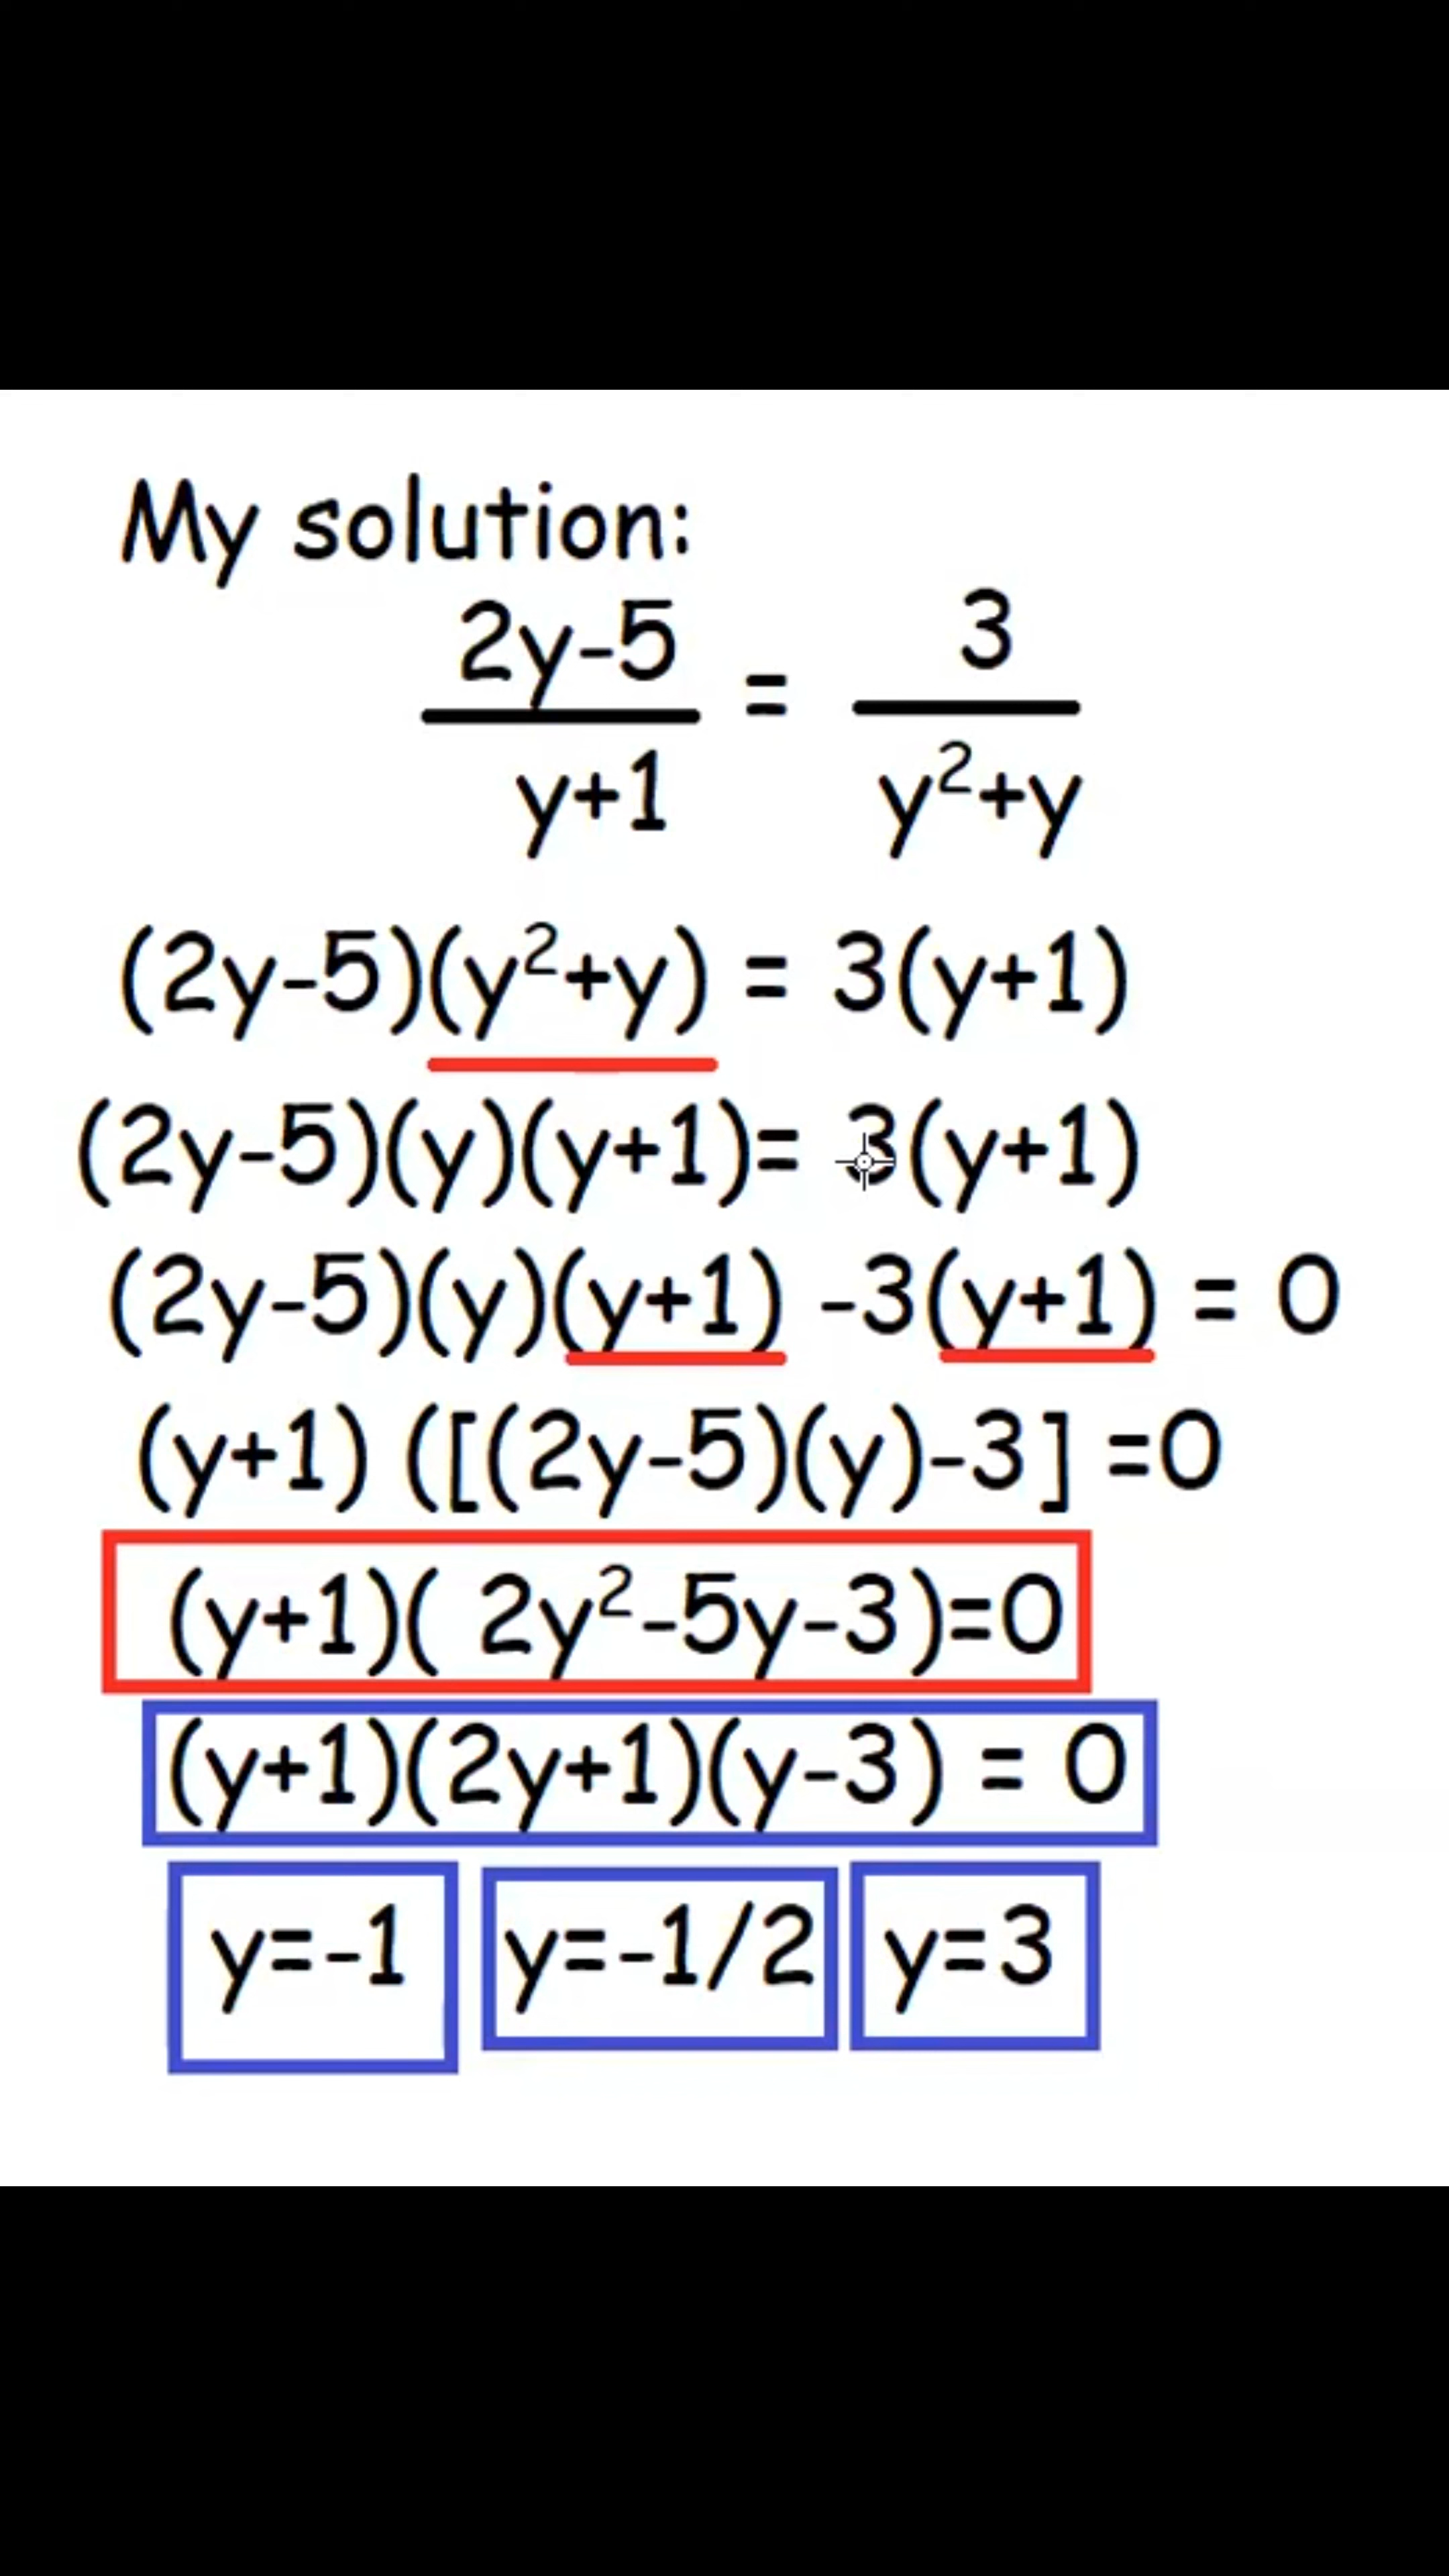 My solution:
2y-5 = 3
y+1 y²+y
(2y-5)(y²+y) = 3(y+1)
(2y-5)(y)(y+1)= 3(y+1)
(2y-5)(y)(y+1) -3(y+1) = 0
(y+1) ([(2y-5)(y)-3] =0
(y+1)( 2y²-5y-3)=0
(y+1)(2y+1)(y-3) = 0
y=-1 y=-1/2 y=3